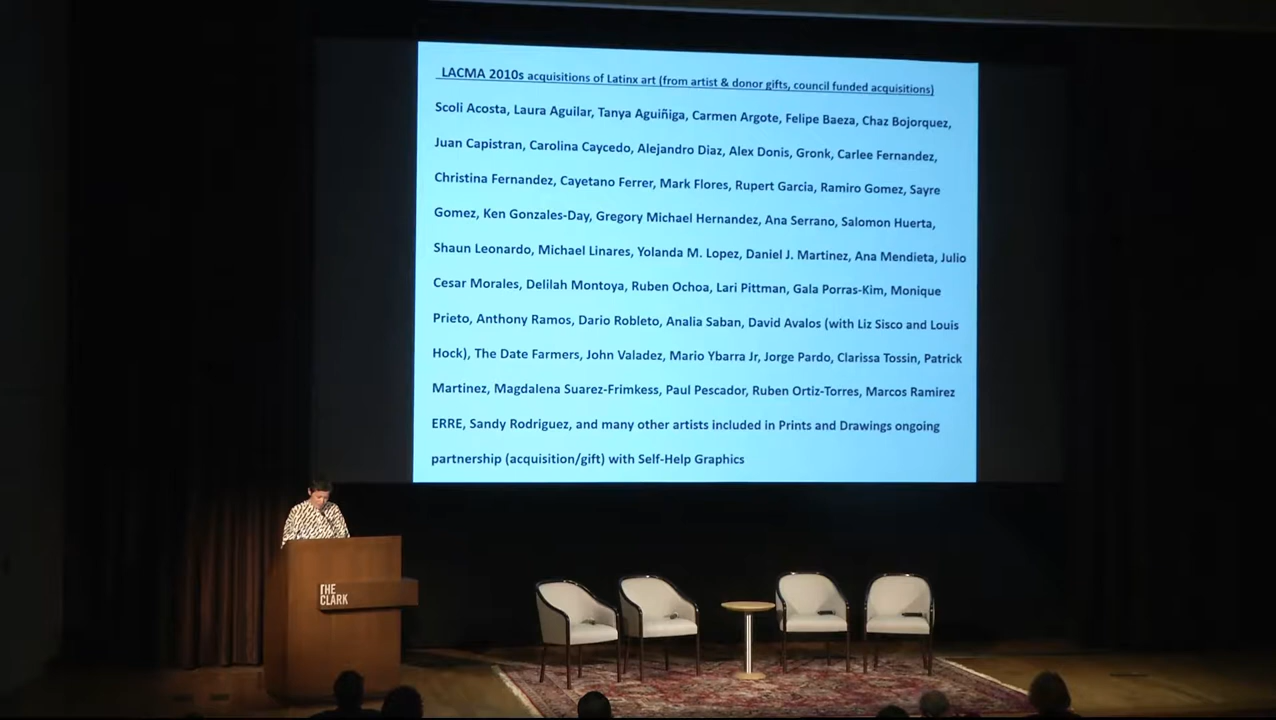 LACMA 2010s acquisitions of Latinx art (from artist & donor gifts, council funded acquisitions)
Scoli Acosta, Laura Aguilar, Tanya Aguiñiga, Carmen Argote, Felipe Baeza, Chaz Bojorquez,
Juan Capistran, Carolina Caycedo, Alejandro Diaz, Alex Donis, Gronk, Carlee Fernandez,
Christina Fernandez, Cayetano Ferrer, Mark Flores, Rupert Garcia, Ramiro Gomez, Sayre
Gomez, Ken Gonzales-Day, Gregory Michael Hernandez, Ana Serrano, Salomon Huerta,
Shaun Leonardo, Michael Linares, Yolanda M. Lopez, Daniel J. Martinez, Ana Mendieta, Julio
Cesar Morales, Delilah Montoya, Ruben Ochoa, Lari Pittman, Gala Porras-Kim, Monique
Prieto, Anthony Ramos, Dario Robleto, Analia Saban, David Avalos (with Liz Sisco and Louis
Hock), The Date Farmers, John Valadez, Mario Ybarra Jr, Jorge Pardo, Clarissa Tossin, Patrick
Martinez, Magdalena Suarez-Frimkess, Paul Pescador, Ruben Ortiz-Torres, Marcos Ramirez
ERRE, Sandy Rodriguez, and many other artists included in Prints and Drawings ongoing
partnership (acquisition/gift) with Self-Help Graphics
THE
CLARK